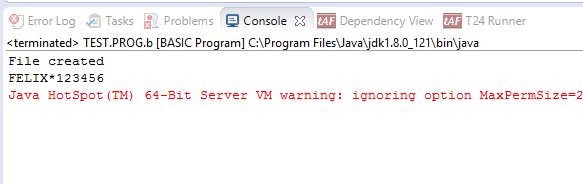 Error Log Tasks Problems Console LAF Dependency View LAF T24 Runner
<terminated> TEST.PROG.b [BASIC Program] C:\Program Files\Java\jdk1.8.0_121\bin\java
File created
FELIX*123456
Java HotSpot(TM) 64-Bit Server VM warning: ignoring option MaxPermSize=2